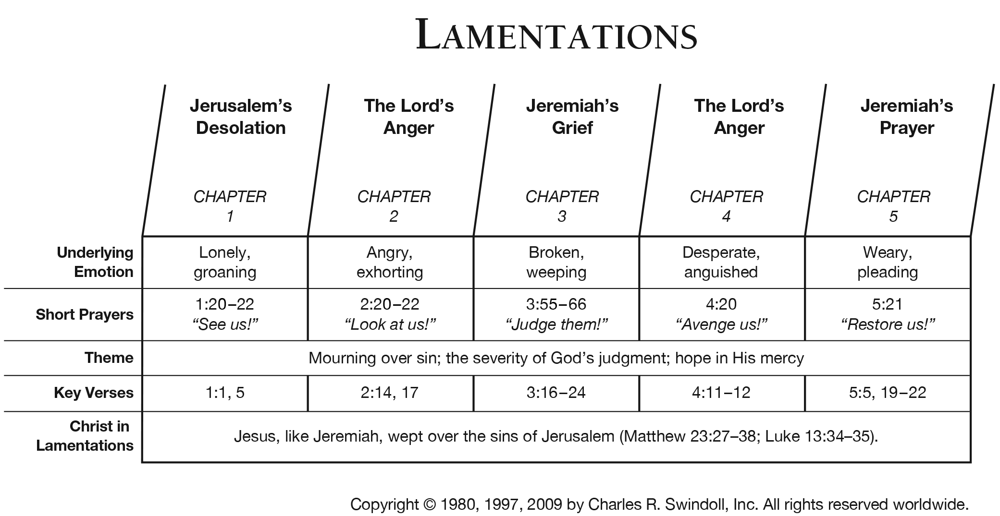 LAMENTATIONS
Jerusalem’s
Desolation
CHAPTER
1
The Lord’s
Anger
CHAPTER
2
Jeremiah’s
Grief
CHAPTER
3
The Lord’s
Anger
CHAPTER
4
Jeremiah’s
Prayer
CHAPTER
5
Underlying
Emotion
Lonely,
groaning
Angry,
exhorting
Broken,
weeping
Desperate,
anguished
Weary,
pleading
Short Prayers
1:20–22
“See us!”
2:20–22
“Look at us!”
3:55–66
“Judge them!”
4:20
“Avenge us!”
5:21
“Restore us!”
Theme
Mourning over sin; the severity of God’s judgment; hope in His mercy
Key Verses
1:1, 5
2:14, 17
3:16–24
4:11–12
5:5, 19–22
Christ in
Lamentations
Jesus, like Jeremiah, wept over the sins of Jerusalem (Matthew 23:27–38; Luke 13:34–35).
Copyright © 1980, 1997, 2009 by Charles R. Swindoll, Inc. All rights reserved worldwide.